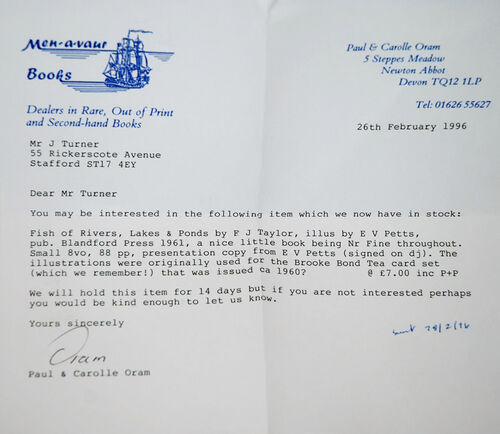 Men-a-vaur
Books
Dealers in Rare, Out of Print
and Second-hand Books
Paul & Carolle Oram
5 Steppes Meadow
Newton Abbot
Devon TQ12 1LP
Tel: 01626 55627
26th February 1996
Mr J Turner
55 Rickerscote Avenue
Stafford ST17 4EY
Dear Mr Turner
You may be interested in the following item which we now have in stock:
Fish of Rivers, Lakes & Ponds by F J Taylor, illus by E V Petts,
pub. Blandford Press 1961, a nice little book being Nr Fine throughout.
Small 8vo, 88 pp, presentation copy from E V Petts (signed on dj). The
illustrations were originally used for the Brooke Bond Tea card set
(which we remember!) that was issued ca 1960? @ £7.00 inc P+P
We will hold this item for 14 days but if you are not interested perhaps
you would be kind enough to let us know.
Yours sincerely
Oram
28/2/96
Paul & Carolle Oram